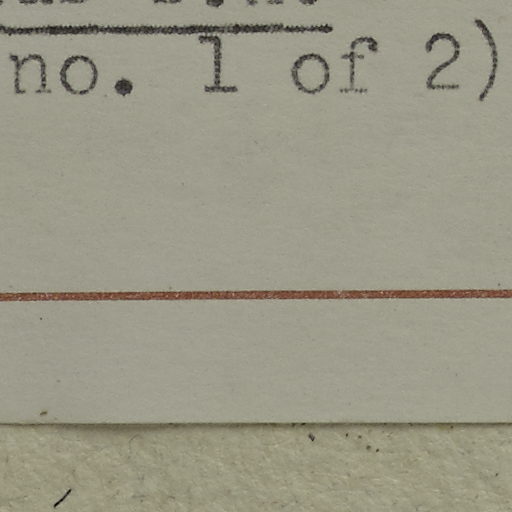 no. 1 of 2)